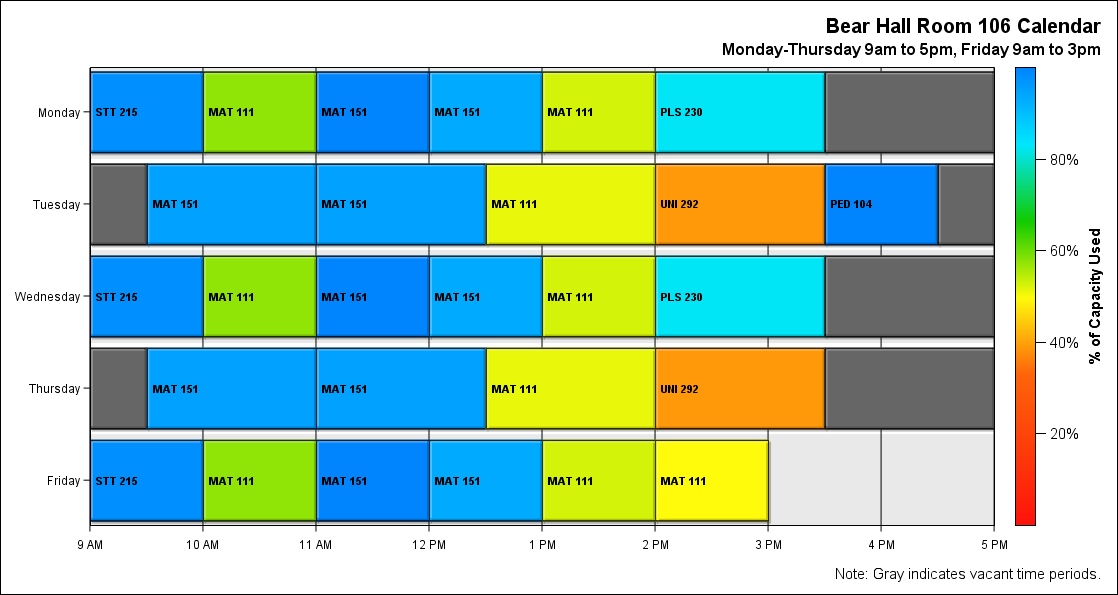 Bear Hall Room 106 Calendar
Monday-Thursday 9am to 5pm, Friday 9am to 3pm
Monday
STT 215 MAT 111 MAT 151 MAT 151 MAT 111 PLS 230
Tuesday
MAT 151 MAT 151 MAT 111 UNI 292 PED 104
Wednesday
STT 215 MAT 111 MAT 151 MAT 151 MAT 111 PLS 230
Thursday
MAT 151 MAT 151 MAT 111 UNI 292
Friday
STT 215 MAT 111 MAT 151 MAT 151 MAT 111 MAT 111
9 AM 10 AM 11 AM 12 PM 1 PM 2 PM 3 PM 4 PM 5 PM
80%
60%
40%
20%
% of Capacity Used
Note: Gray indicates vacant time periods.